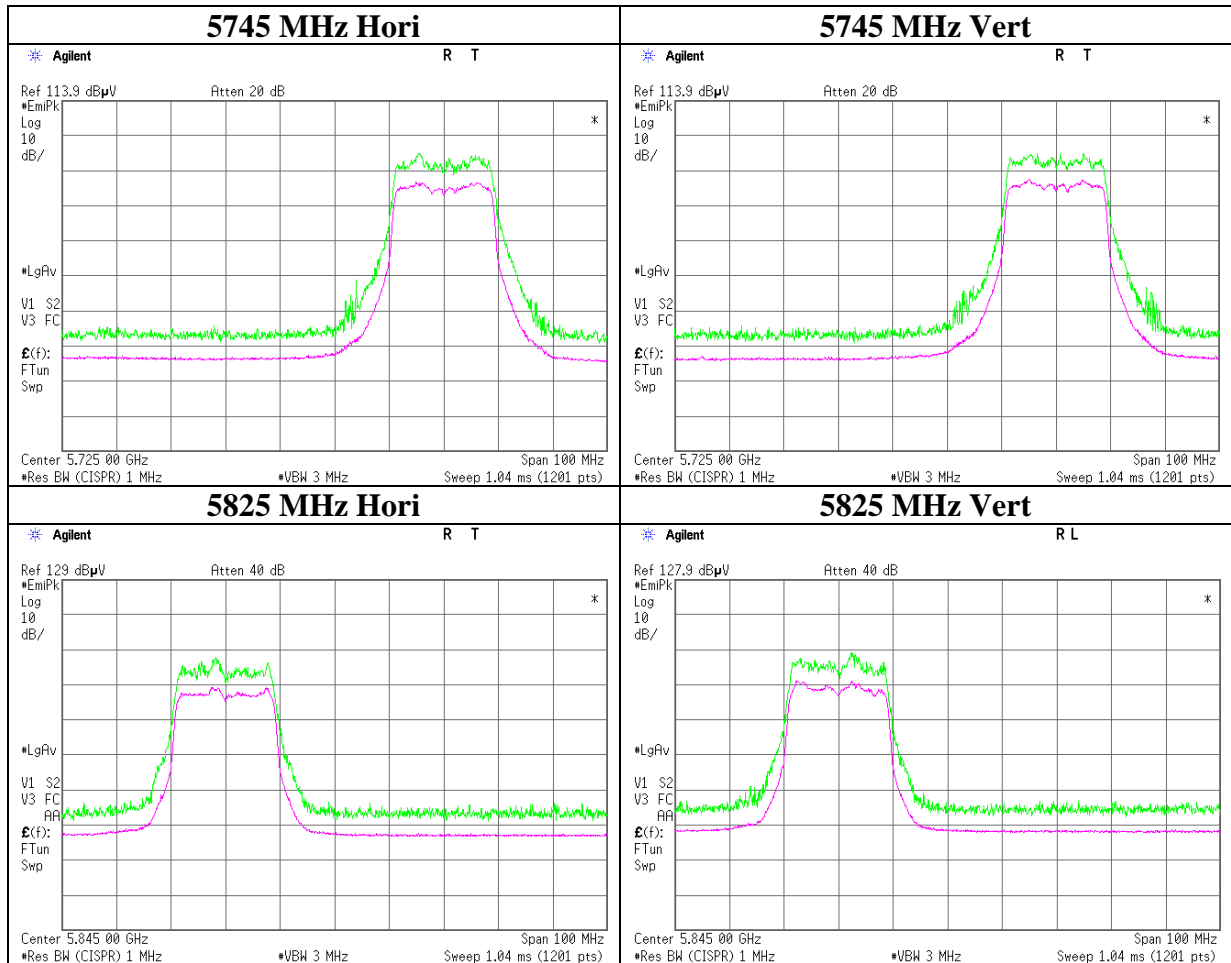 5745 MHz Hori
Agilent
R T
Ref 113.9 dBµV Atten 20 dB
#EmiPk
Log
10
dB/
*
#LgAv
V1 S2
V3 FC
£(f):
FTun
Swp
Center 5.725 00 GHz Span 100 MHz
#Res BW (CISPR) 1 MHz #VBW 3 MHz Sweep 1.04 ms (1201 pts)
5745 MHz Vert
Agilent
R T
Ref 113.9 dBµV Atten 20 dB
#EmiPk
Log
10
dB/
*
#LgAv
V1 S2
V3 FC
£(f):
FTun
Swp
Center 5.725 00 GHz Span 100 MHz
#Res BW (CISPR) 1 MHz #VBW 3 MHz Sweep 1.04 ms (1201 pts)
5825 MHz Hori
Agilent
R T
Ref 129 dBµV Atten 40 dB
#EmiPk
Log
10
dB/
*
#LgAv
V1 S2
V3 FC
AA
£(f):
FTun
Swp
Center 5.845 00 GHz Span 100 MHz
#Res BW (CISPR) 1 MHz #VBW 3 MHz Sweep 1.04 ms (1201 pts)
5825 MHz Vert
Agilent
R L
Ref 127.9 dBµV Atten 40 dB
#EmiPk
Log
10
dB/
*
#LgAv
V1 S2
V3 FC
AA
£(f):
FTun
Swp
Center 5.845 00 GHz Span 100 MHz
#Res BW (CISPR) 1 MHz #VBW 3 MHz Sweep 1.04 ms (1201 pts)